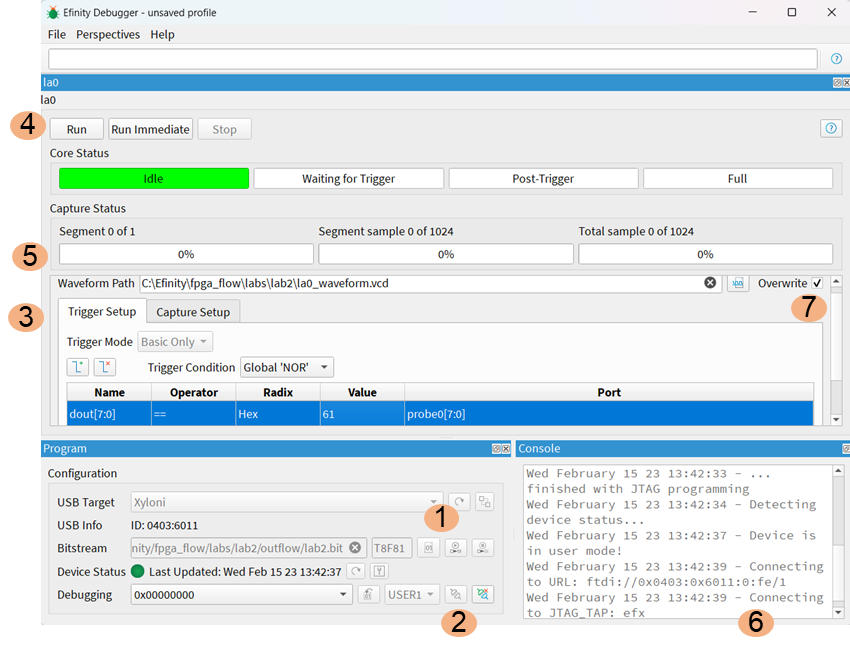 Efinity Debugger - unsaved profile
File Perspectives Help
la0
la0
4 Run Run Immediate Stop
Core Status
Idle Waiting for Trigger Post-Trigger Full
Capture Status
Segment 0 of 1 Segment sample 0 of 1024 Total sample 0 of 1024
5 0% 0% 0%
Waveform Path C:\Efinity\fpga_flow\labs\lab2\la0_waveform.vcd Overwrite
7
3 Trigger Setup Capture Setup
Trigger Mode Basic Only
Trigger Condition Global 'NOR'
Name Operator Radix Value Port
dout[7:0] == Hex 61 probe0[7:0]
Program
Configuration
USB Target Xyloni
1
USB Info ID: 0403:6011
Bitstream nity/fpga_flow/labs/lab2/outflow/lab2.bit T8F81
Device Status Last Updated: Wed Feb 15 23 13:42:37
Debugging 0x00000000 USER1
2
Console
Wed February 15 23 13:42:33 - ...
finished with JTAG programming
Wed February 15 23 13:42:34 - Detecting
device status...
Wed February 15 23 13:42:37 - Device is
in user mode!
Wed February 15 23 13:42:39 - Connecting
to URL: ftdi://0x0403:0x6011:0:fe/1
Wed February 15 23 13:42:39 - Connecting
to JTAG_TAP: efx
6